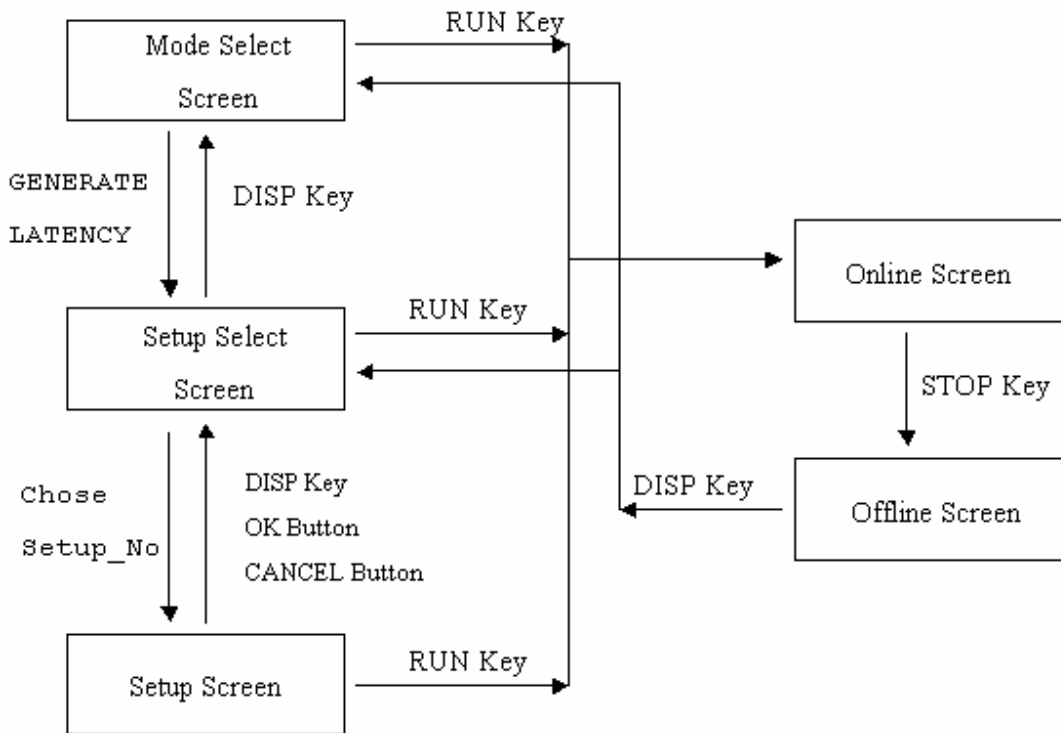 RUN Key
Mode Select
Screen
GENERATE
LATENCY
DISP Key
Online Screen
RUN Key
Setup Select
Screen
STOP Key
DISP Key
Offline Screen
Chose
Setup_No
DISP Key
OK Button
CANCEL Button
RUN Key
Setup Screen